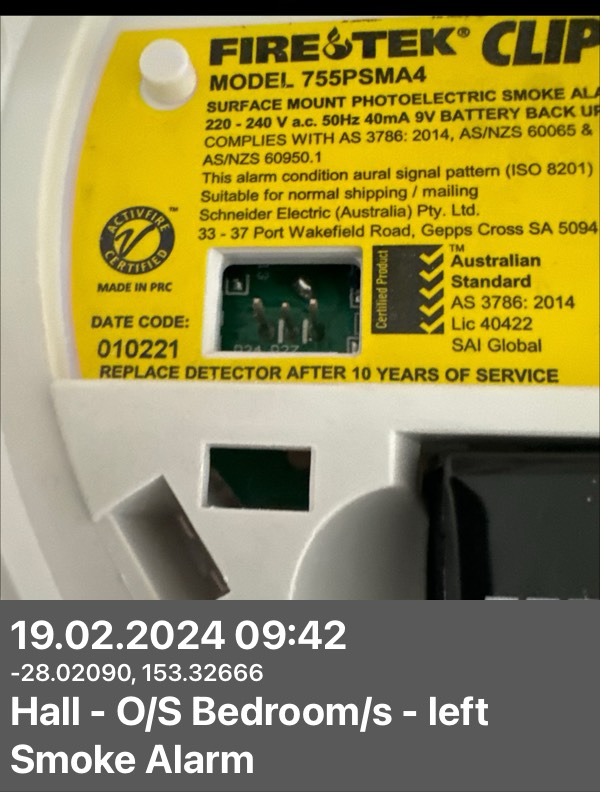 FIRETEK® CLIP
MODEL 755PSMA4
SURFACE MOUNT PHOTOELECTRIC SMOKE ALA
220 - 240 V a.c. 50Hz 40mA 9V BATTERY BACK UP
COMPLIES WITH AS 3786: 2014, AS/NZS 60065 &
AS/NZS 60950.1
This alarm condition aural signal pattern (ISO 8201)
Suitable for normal shipping / mailing
Schneider Electric (Australia) Pty. Ltd.
33 - 37 Port Wakefield Road, Gepps Cross SA 5094
ACTIVFIRE™
CERTIFIED
MADE IN PRC
Certified Product
™
Australian
Standard
AS 3786: 2014
Lic 40422
SAI Global
DATE CODE:
010221
REPLACE DETECTOR AFTER 10 YEARS OF SERVICE
19.02.2024 09:42
-28.02090, 153.32666
Hall - O/S Bedroom/s - left
Smoke Alarm